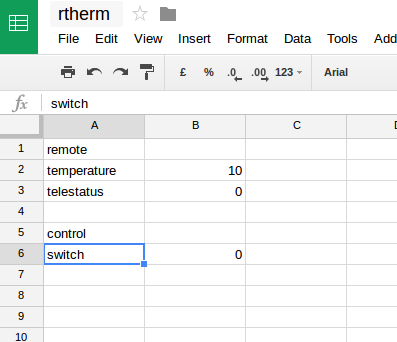 rtherm
File Edit View Insert Format Data Tools Add
£ % .0 .00 123 Arial
fx switch
A B C
1 remote
2 temperature 10
3 telestatus 0
4
5 control
6 switch 0
7
8
9
10